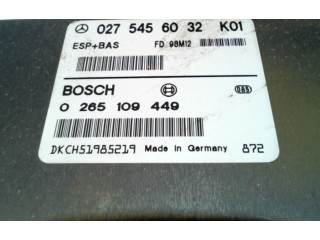 027 545 60 32 K01
ESP+BAS FD. 98M12
BOSCH
0 265 109 449 065
DKCH51985219 Made in Germany 872